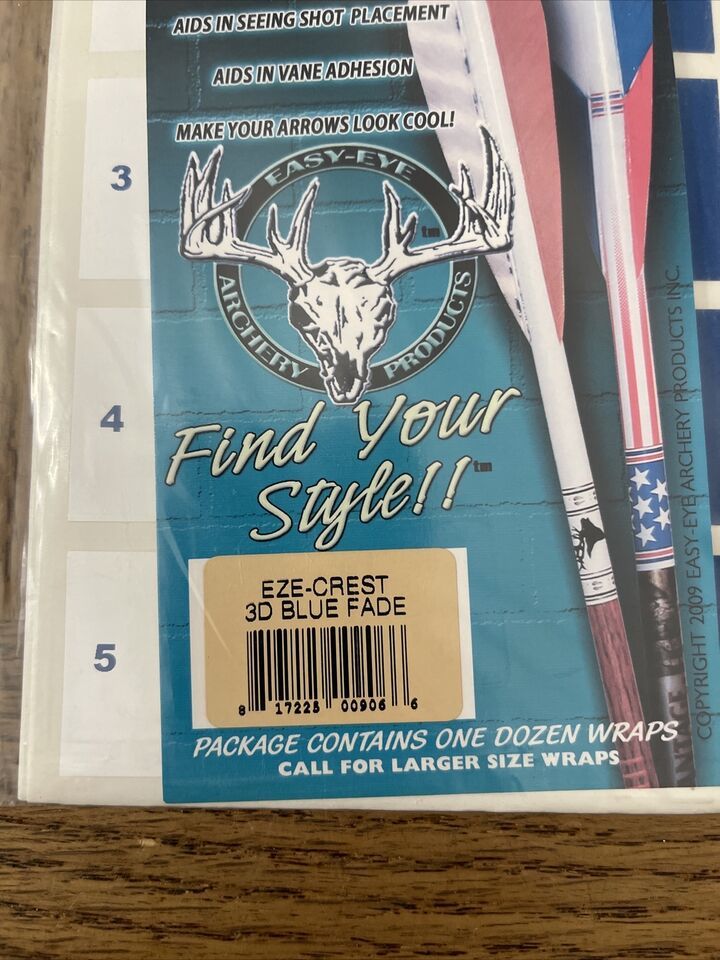 AIDS IN SEEING SHOT PLACEMENT
AIDS IN VANE ADHESION
MAKE YOUR ARROWS LOOK COOL!
3
EASY-EYE
tm
ARCHERY PRODUCTS
4
Find Your
Style!! tm
EZE-CREST
3D BLUE FADE
8 17225 00906 6
5
PACKAGE CONTAINS ONE DOZEN WRAPS
CALL FOR LARGER SIZE WRAPS
COPYRIGHT 2009 EASY-EYE ARCHERY PRODUCTS INC.